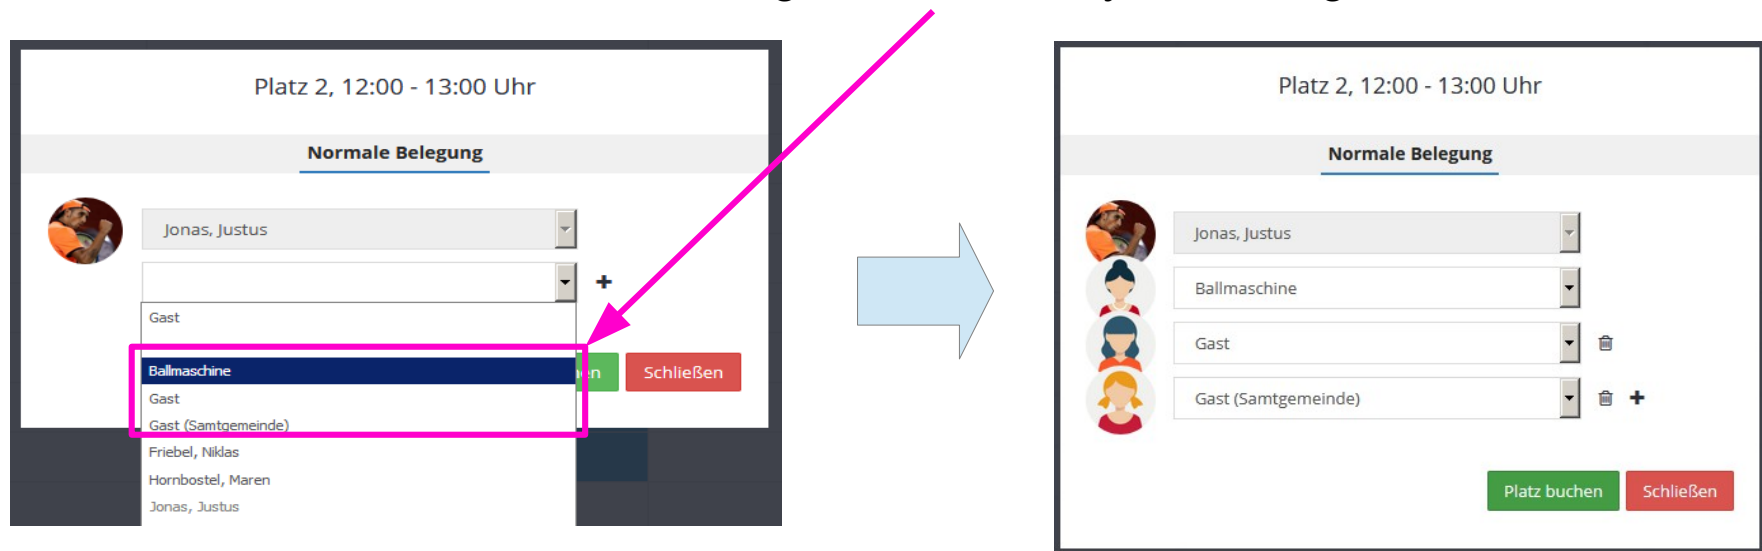 Platz 2, 12:00 - 13:00 Uhr
Normale Belegung
Jonas, Justus
Gast
Ballmaschine
Gast
Gast (Samtgemeinde)
Friebel, Niklas
Hornbostel, Maren
Jonas, Justus
Schließen
Platz 2, 12:00 - 13:00 Uhr
Normale Belegung
Jonas, Justus
Ballmaschine
Gast
Gast (Samtgemeinde)
Platz buchen Schließen